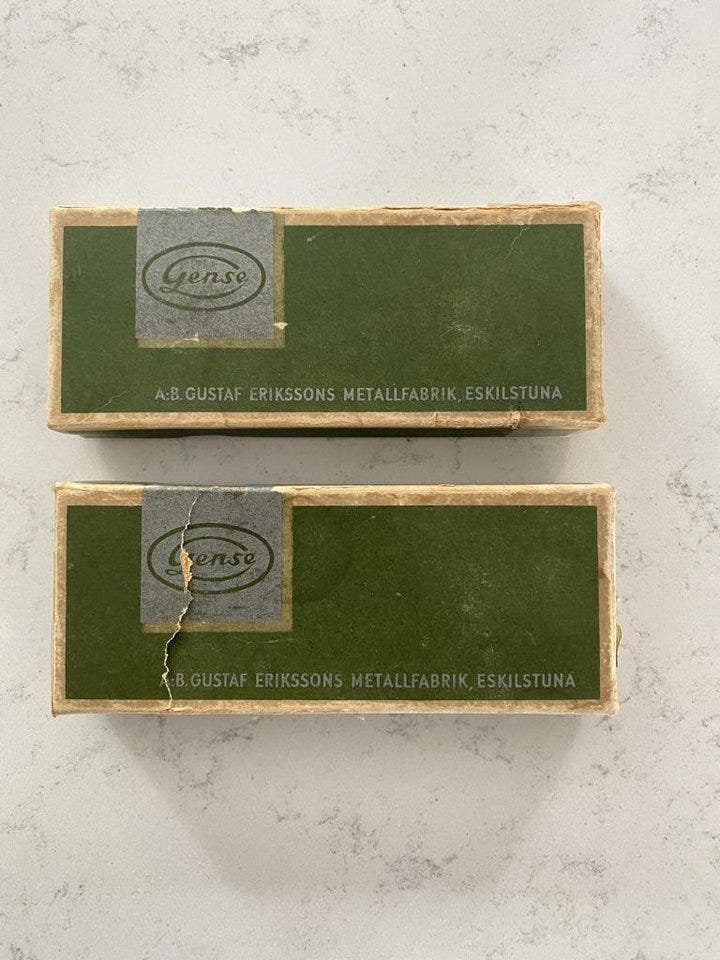 Gense
A.B. GUSTAF ERIKSSONS METALLFABRIK, ESKILSTUNA
Gense
A.B. GUSTAF ERIKSSONS METALLFABRIK, ESKILSTUNA